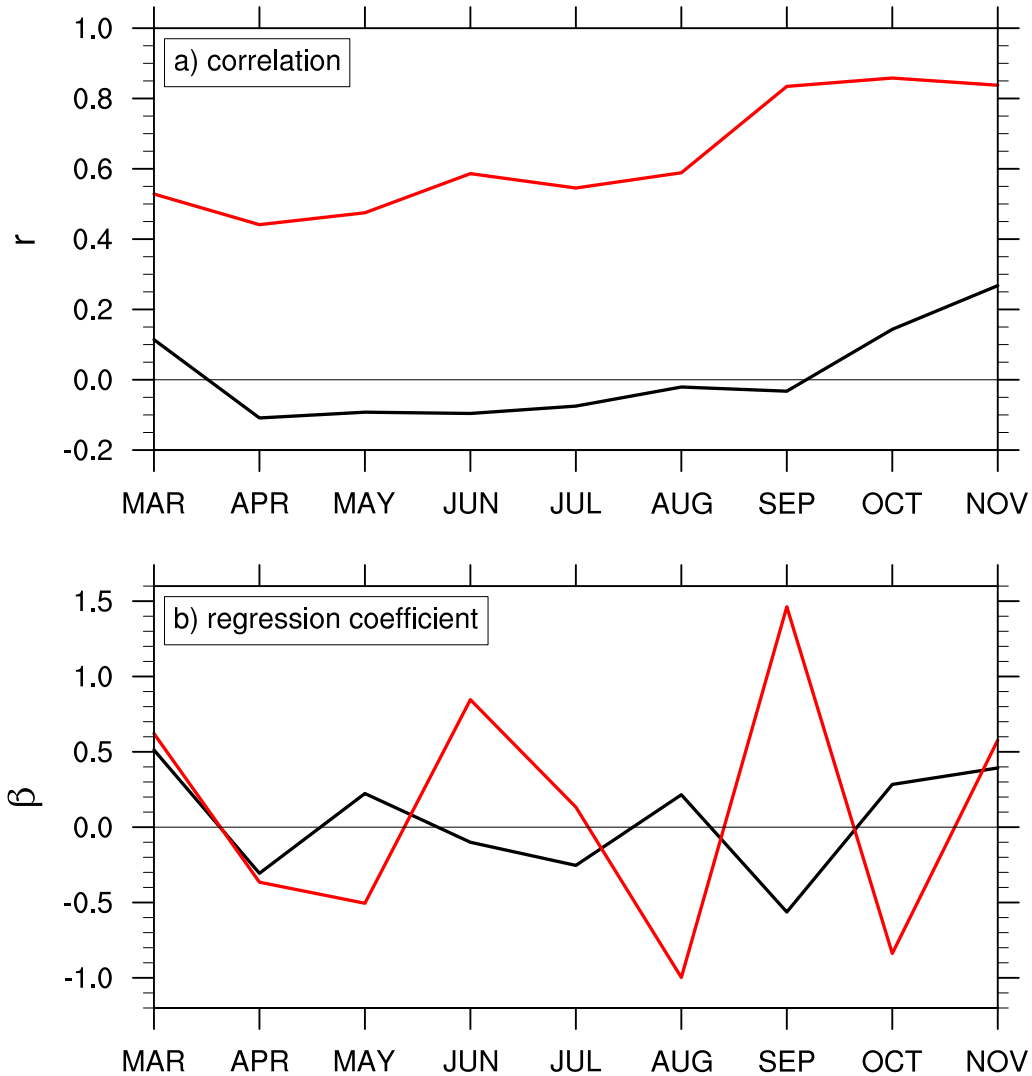 1.0
a) correlation
0.8
0.6
r
0.4
0.2
0.0
-0.2
MAR APR MAY JUN JUL AUG SEP OCT NOV
1.5
b) regression coefficient
1.0
0.5
β
0.0
-0.5
-1.0
MAR APR MAY JUN JUL AUG SEP OCT NOV